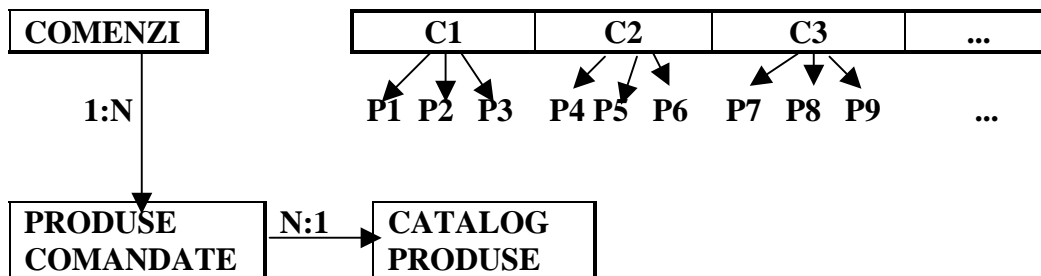 COMENZI
C1 C2 C3 ...
1:N
P1 P2 P3 P4 P5 P6 P7 P8 P9 ...
PRODUSE
COMANDATE
N:1
CATALOG
PRODUSE